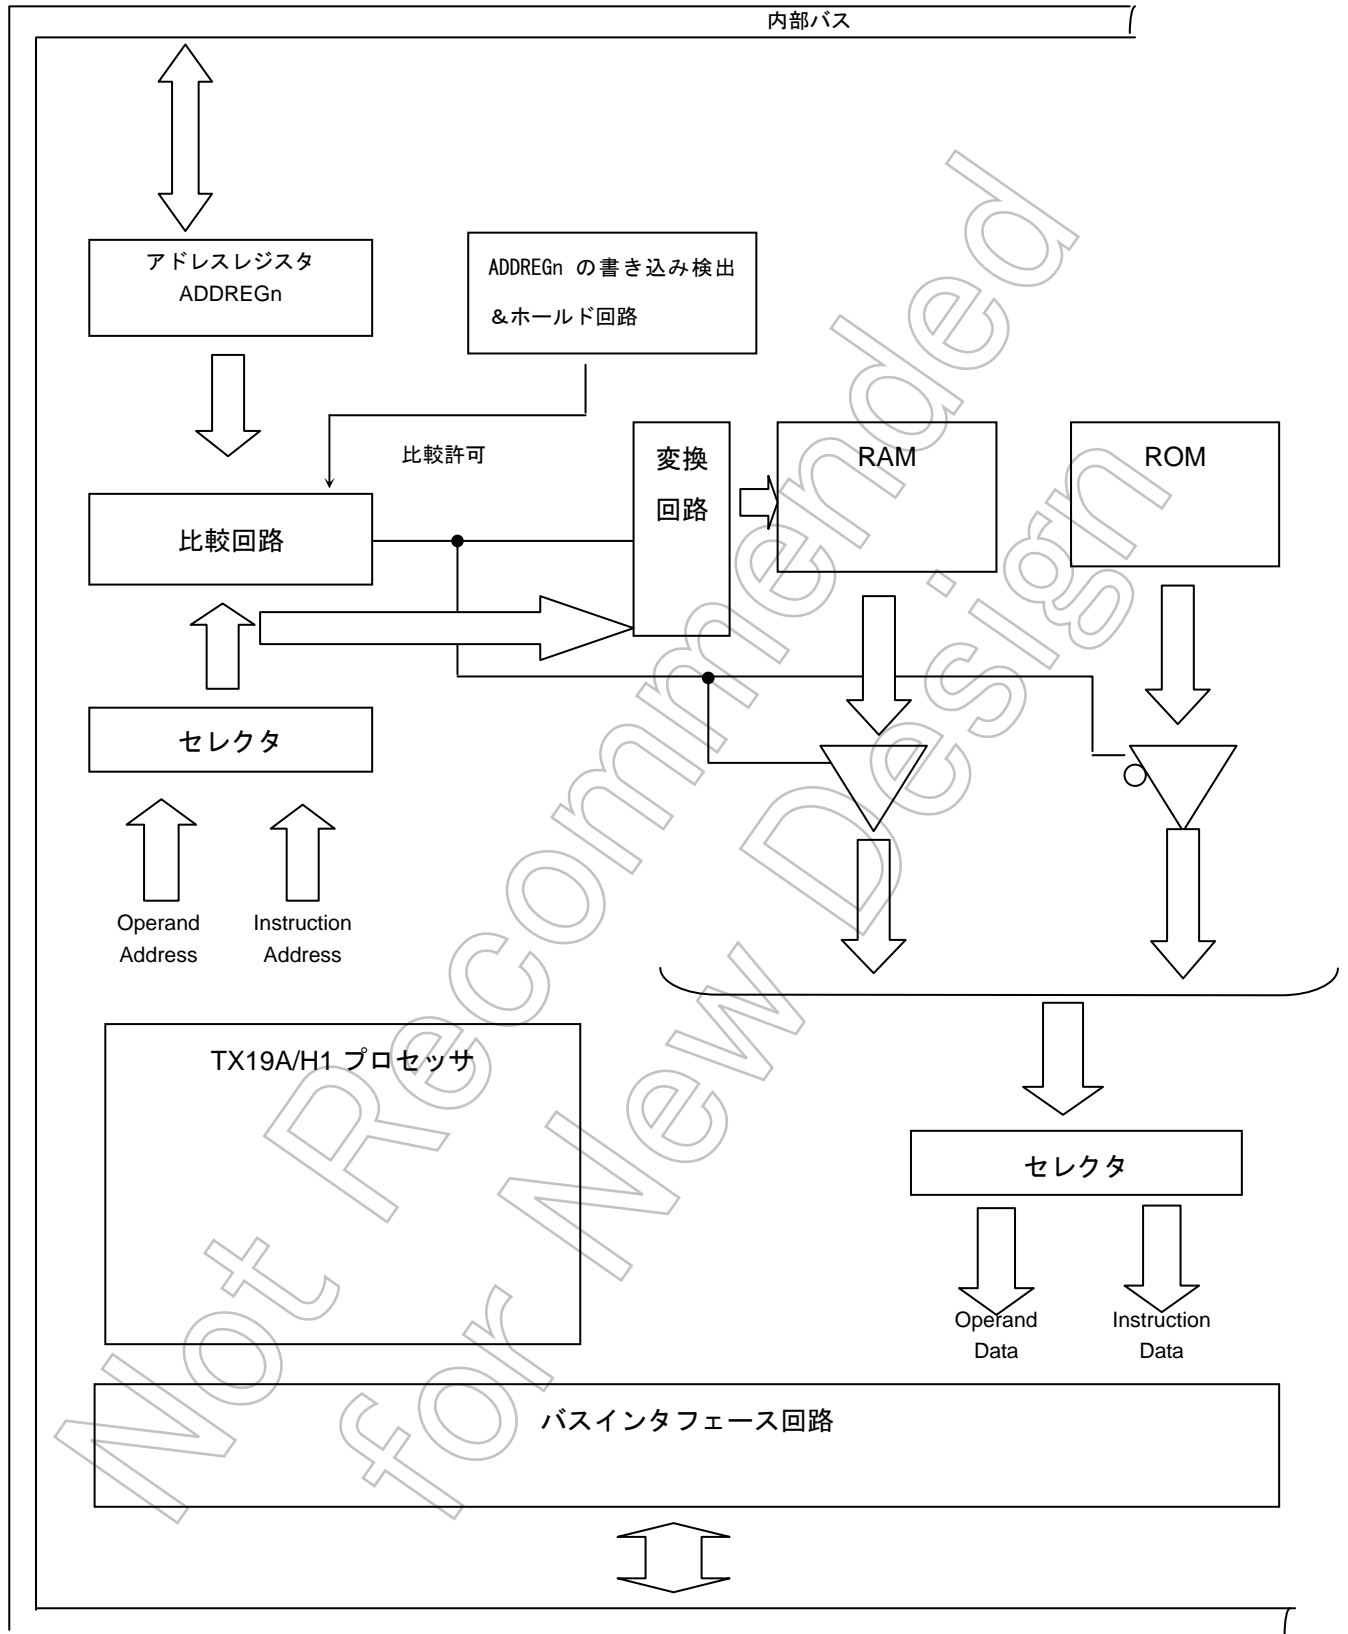 内部バス
アドレスレジスタ
ADDREGn
ADDREGn の書き込み検出
&ホールド回路
比較許可
変換
回路
RAM
ROM
比較回路
セレクタ
Operand
Address
Instruction
Address
TX19A/H1 プロセッサ
セレクタ
Operand
Data
Instruction
Data
バスインタフェース回路
Not Recommended
for New Design